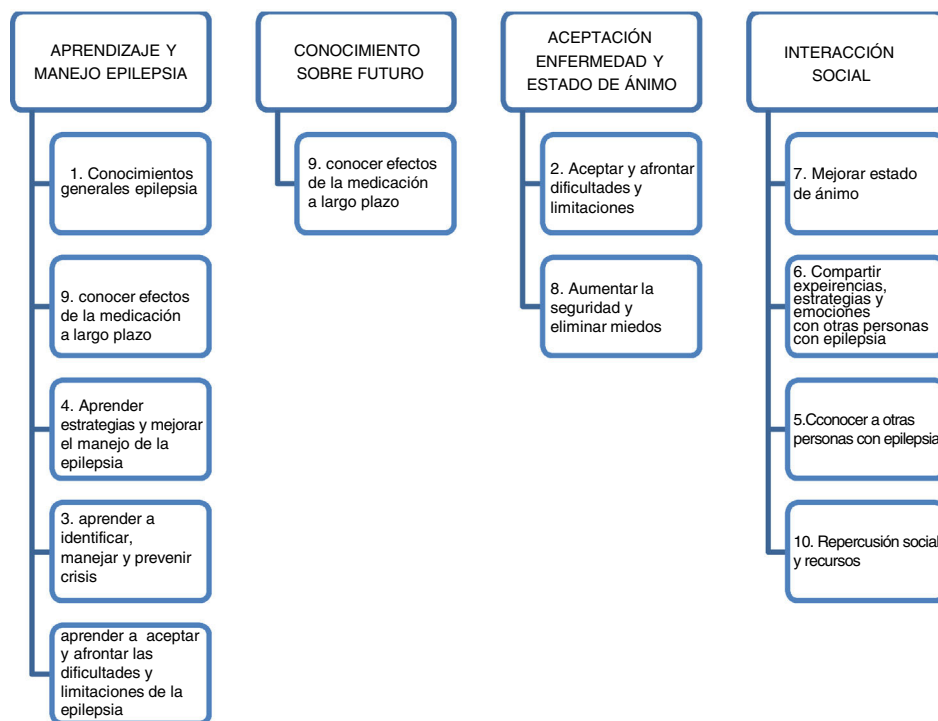 APRENDIZAJE Y
MANEJO EPILEPSIA
1. Conocimientos
generales epilepsia
9. conocer efectos
de la medicación
a largo plazo
4. Aprender
estrategias y mejorar
el manejo de la
epilepsia
3. aprender a
identificar,
manejar y prevenir
crisis
aprender a aceptar
y afrontar las
dificultades y
limitaciones de la
epilepsia
CONOCIMIENTO
SOBRE FUTURO
9. conocer efectos
de la medicación
a largo plazo
ACEPTACIÓN
ENFERMEDAD Y
ESTADO DE ÁNIMO
2. Aceptar y afrontar
dificultades y
limitaciones
8. Aumentar la
seguridad y
eliminar miedos
INTERACCIÓN
SOCIAL
7. Mejorar estado
de ánimo
6. Compartir
expeirencias,
estrategias y
emociones
con otras personas
con epilepsia
5.Cconocer a otras
personas con epilepsia
10. Repercusión social
y recursos